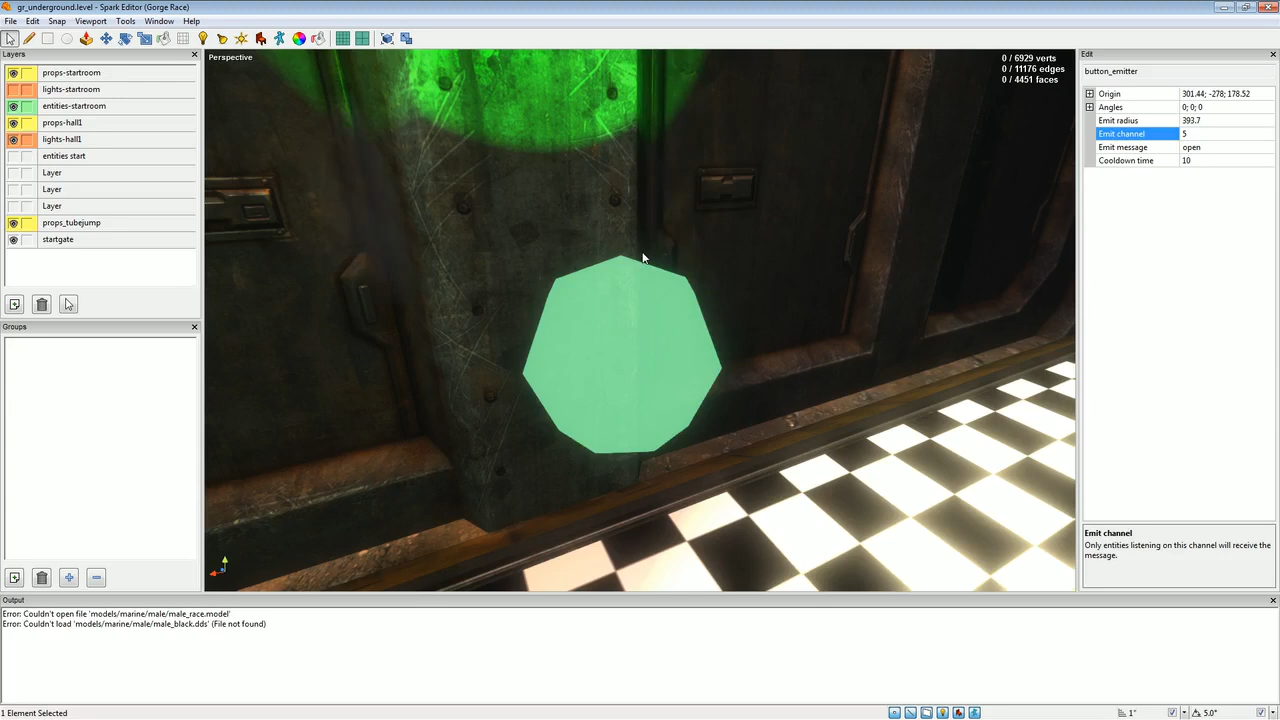 gr_underground.level - Spark Editor (Gorge Race)
File Edit Snap Viewport Tools Window Help
Layers
props-startroom
lights-startroom
entities-startroom
props-hall1
lights-hall1
entities start
Layer
Layer
Layer
props_tubejump
startgate
Groups
Perspective
0 / 6929 verts
0 / 11176 edges
0 / 4451 faces
Edit
button_emitter
Origin 301.44; -278; 178.52
Angles 0; 0; 0
Emit radius 393.7
Emit channel 5
Emit message open
Cooldown time 10
Emit channel
Only entities listening on this channel will receive the
message.
Output
Error: Couldn't open file 'models/marine/male/male_race.model'
Error: Couldn't load 'models/marine/male/male_black.dds' (File not found)
1 Element Selected
1"
5.0°